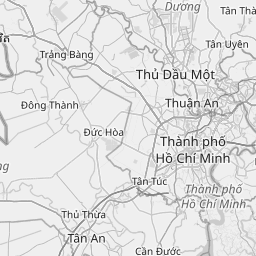 Dương
Tân Thà
Tân Uyên
Trảng Bàng
Thủ Dầu Một
Đông Thành
Thuận An
Đức Hòa
Thành phố
Hồ Chí Minh
Tân Túc
Thành phố
Hồ Chí Minh
Thủ Thừa
Tân An
Cần Đước